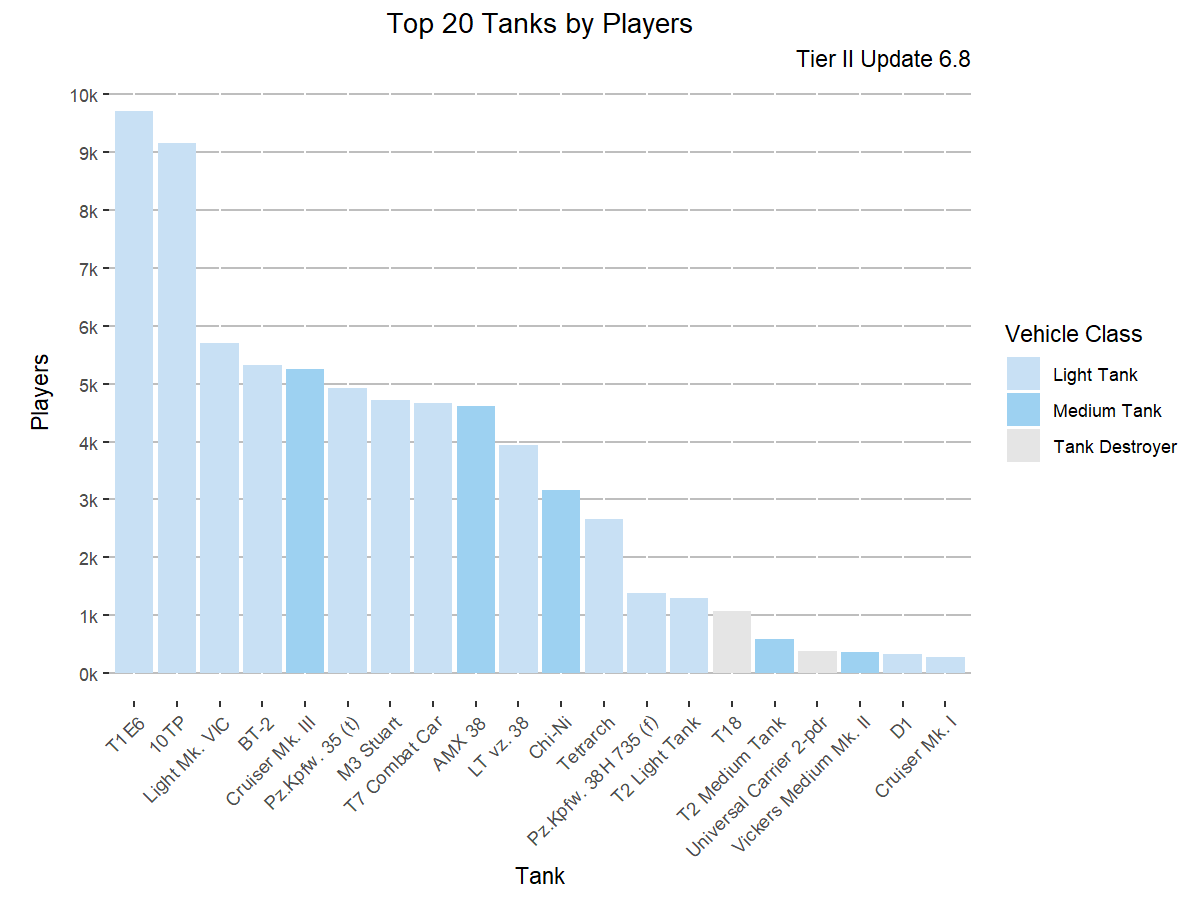 Top 20 Tanks by Players
Tier II Update 6.8
10k
9k
8k
7k
6k
5k
4k
3k
2k
1k
0k
Players
T1E6
10TP
Light Mk. VIC
BT-2
Cruiser Mk. III
Pz.Kpfw. 35 (t)
M3 Stuart
T7 Combat Car
AMX 38
LT vz. 38
Chi-Ni
Tetrarch
Pz.Kpfw. 38H 735 (f)
T2 Light Tank
T18
T2 Medium Tank
Universal Carrier 2-pdr
Vickers Medium Mk. II
D1
Cruiser Mk. I
Tank
Vehicle Class
Light Tank
Medium Tank
Tank Destroyer